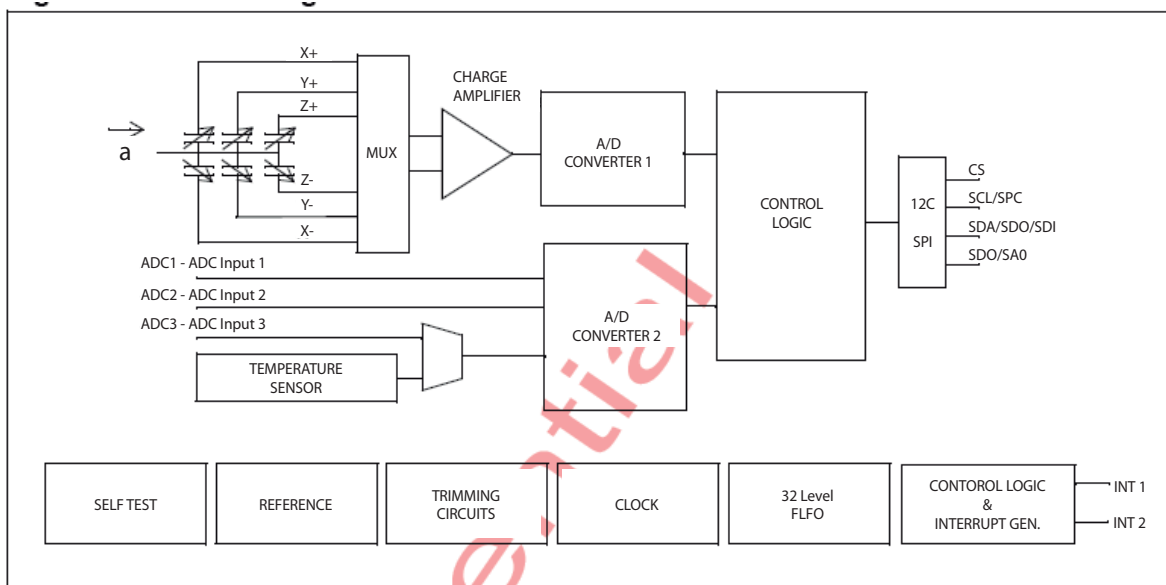 X+
Y+
Z+
a
Z-
Y-
X-
MUX
CHARGE
AMPLIFIER
A/D
CONVERTER 1
CONTROL
LOGIC
12C
SPI
CS
SCL/SPC
SDA/SDO/SDI
SDO/SA0
ADC1 - ADC Input 1
ADC2 - ADC Input 2
ADC3 - ADC Input 3
TEMPERATURE
SENSOR
A/D
CONVERTER 2
SELF TEST
REFERENCE
TRIMMING
CIRCUITS
CLOCK
32 Level
FLFO
CONTOROL LOGIC
&
INTERRUPT GEN.
INT 1
INT 2